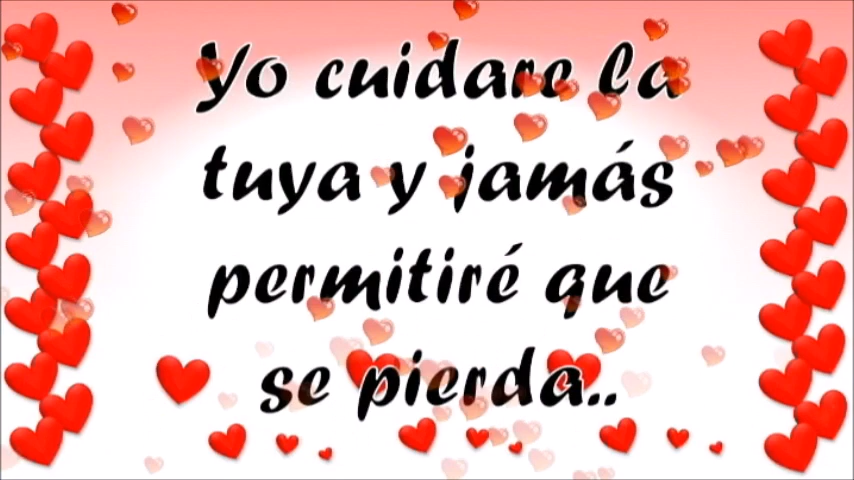 Yo cuidare la
tuya y jamás
permitiré que
se pierda..